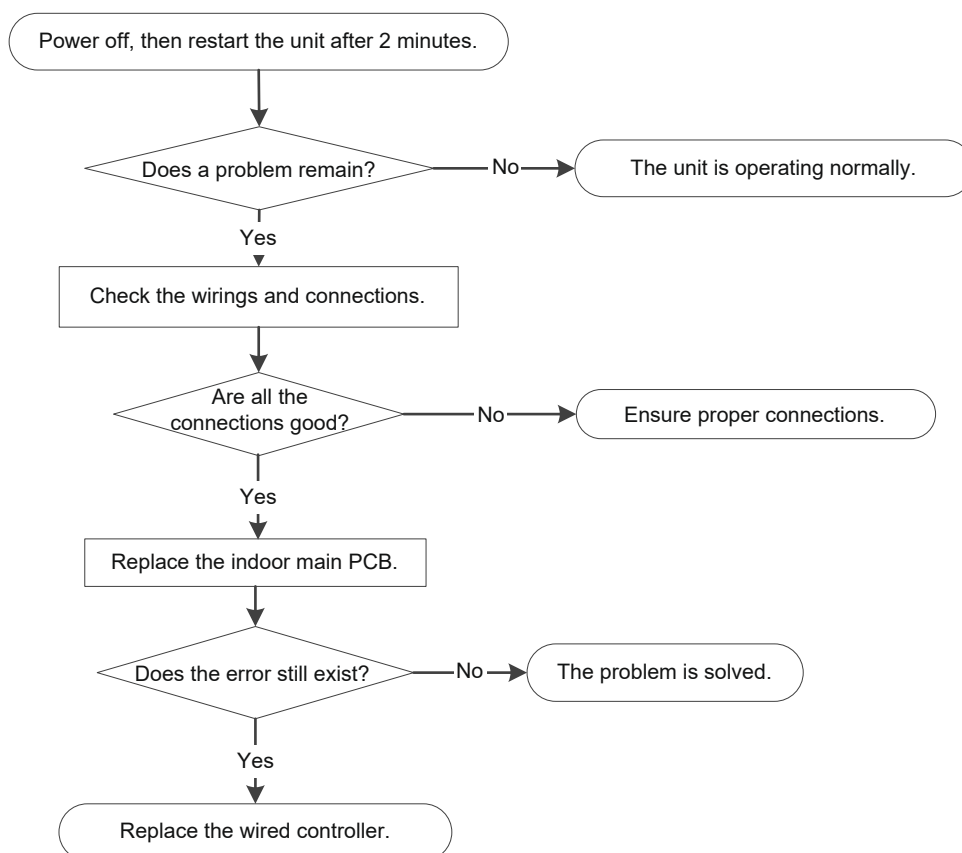 Power off, then restart the unit after 2 minutes.
Does a problem remain?
No
The unit is operating normally.
Yes
Check the wirings and connections.
Are all the
connections good?
No
Ensure proper connections.
Yes
Replace the indoor main PCB.
Does the error still exist?
No
The problem is solved.
Yes
Replace the wired controller.